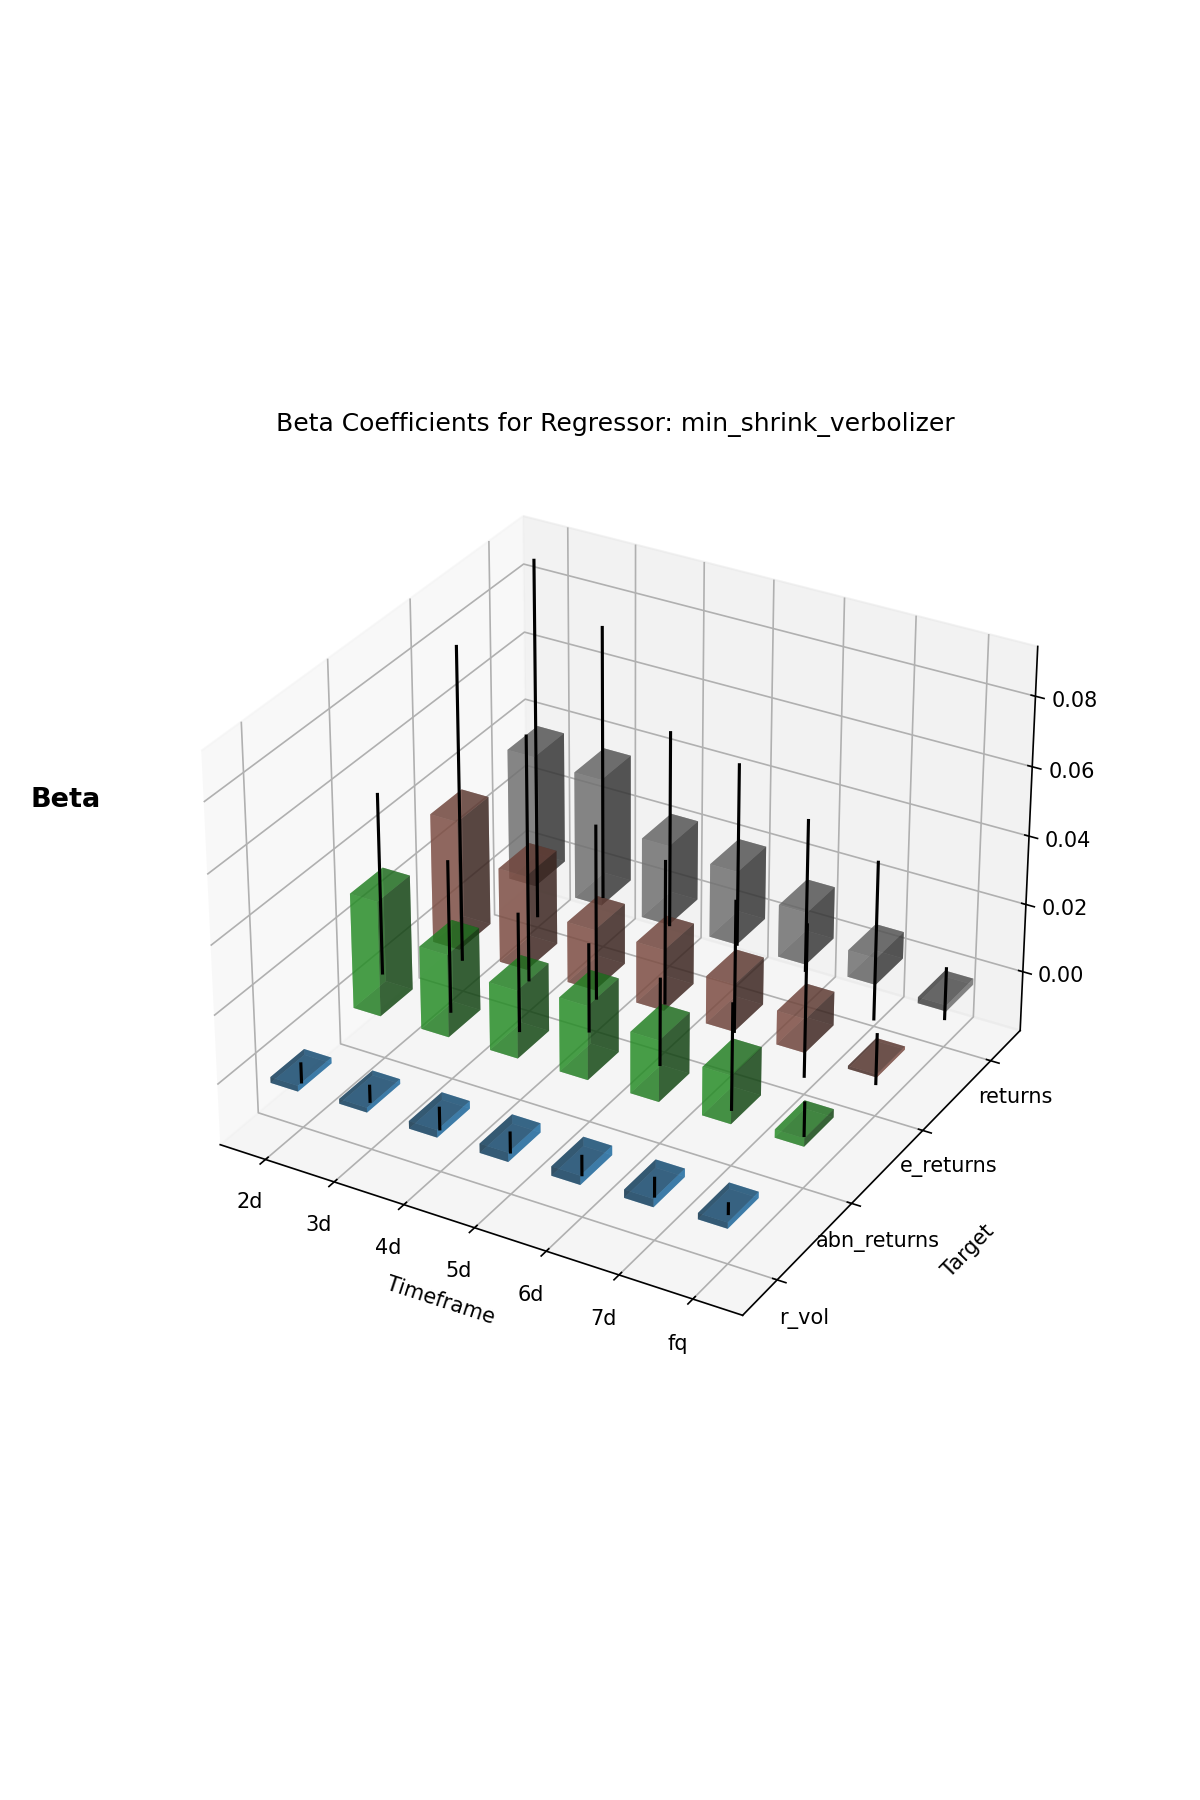 Beta Coefficients for Regressor: min_shrink_verbolizer
Beta
0.08
0.06
0.04
0.02
0.00
returns
e_returns
abn_returns
r_vol
Target
2d
3d
4d
5d
6d
7d
fq
Timeframe